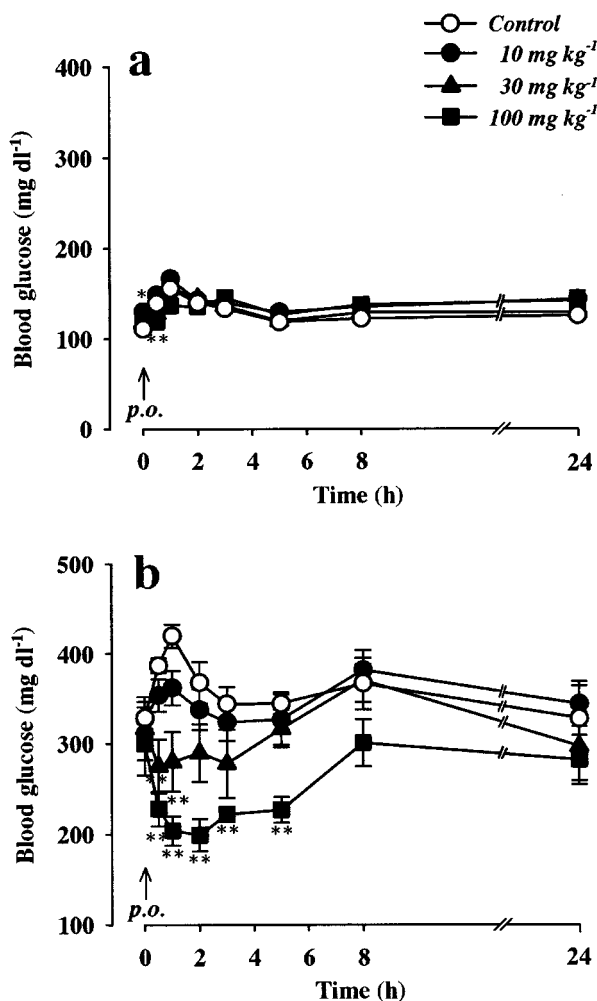 Control
10 mg kg⁻¹
30 mg kg⁻¹
100 mg kg⁻¹
a
Blood glucose (mg dl⁻¹)
400
300
200
100
0
*
**
p.o.
0 2 4 6 8 24
Time (h)
b
Blood glucose (mg dl⁻¹)
500
400
300
200
100
** **
** ** ** ** **
p.o.
0 2 4 6 8 24
Time (h)